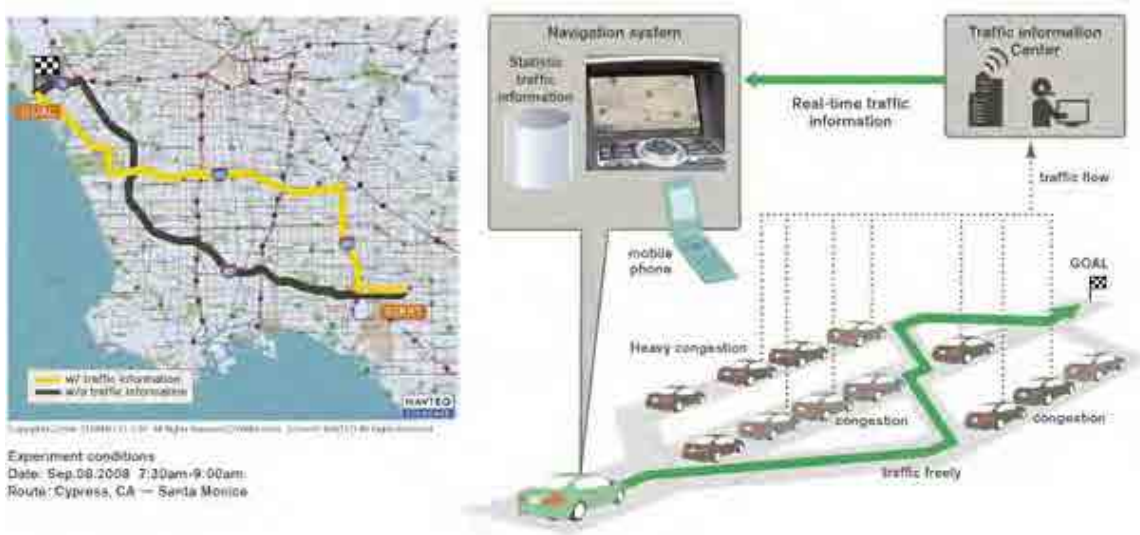 GOAL
START
w/ traffic information
w/o traffic information
NAVTEQ
Experiment conditions
Date: Sep.08.2008 7:30am-9:00am
Route: Cypress, CA — Santa Monica
Navigation system
Statistic
traffic
information
mobile
phone
Real-time traffic
information
Traffic information
Center
traffic flow
GOAL
Heavy congestion
congestion
congestion
traffic freely